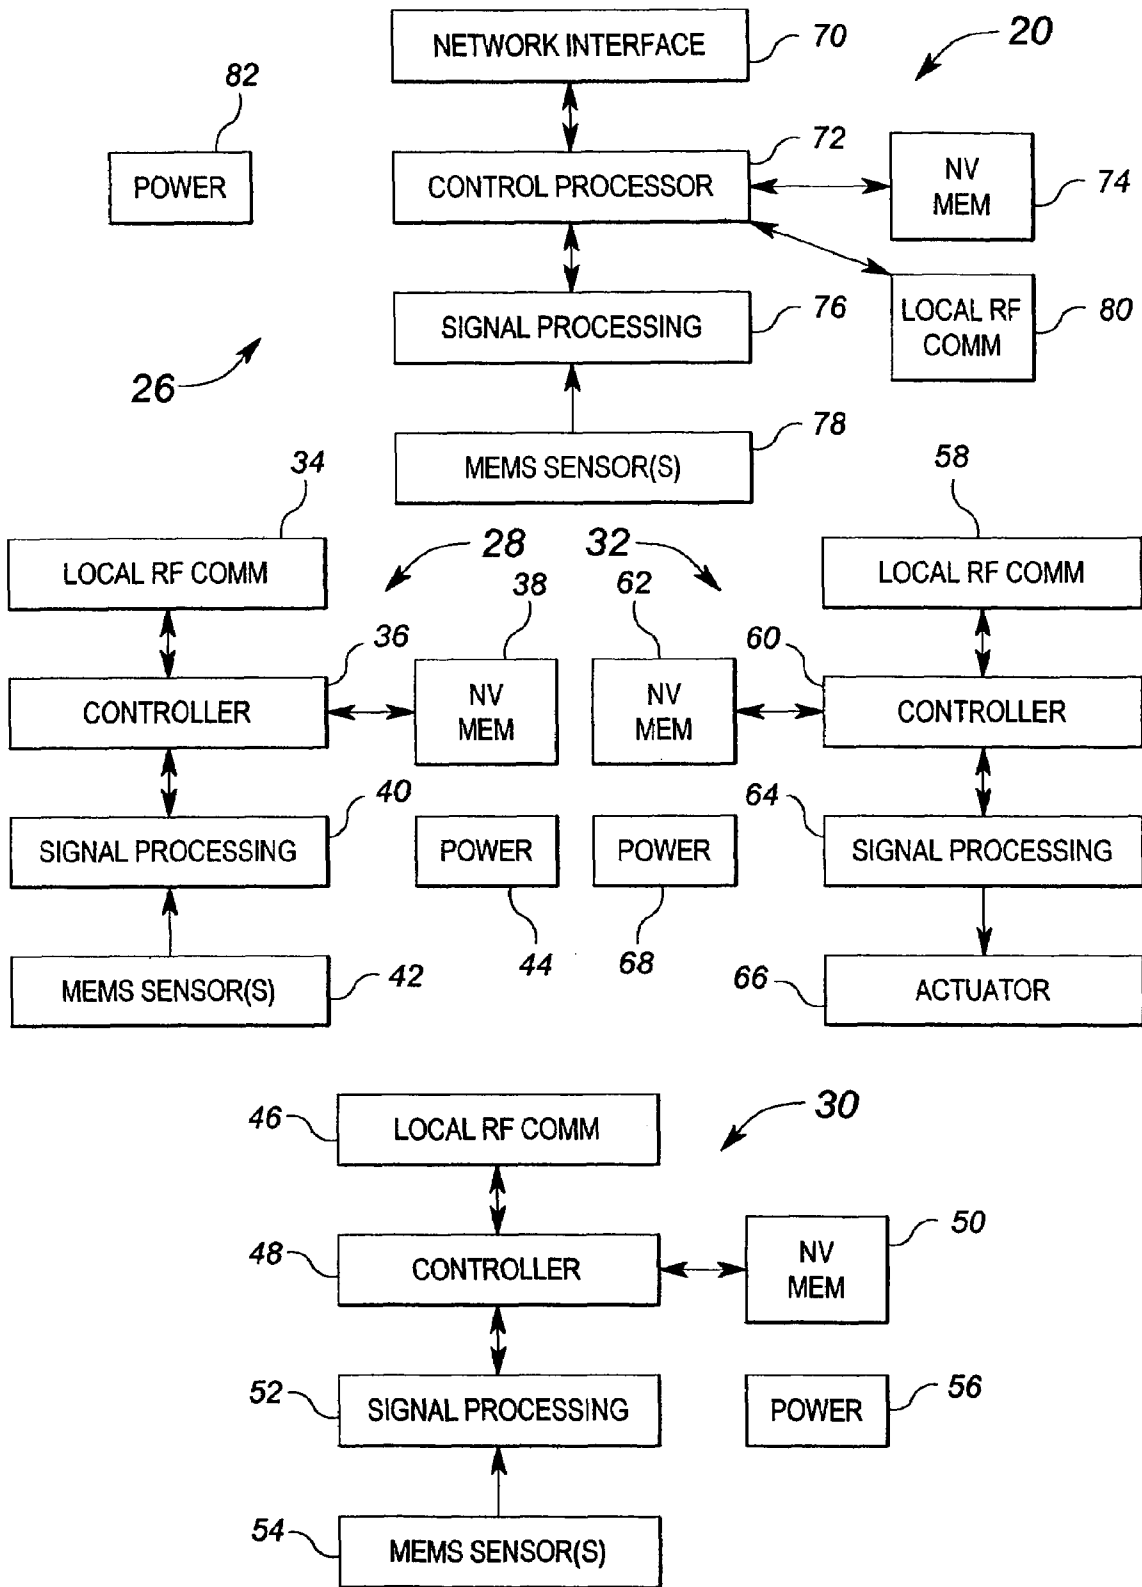 NETWORK INTERFACE
70
20
82
POWER
72
CONTROL PROCESSOR
NV
MEM
74
76
SIGNAL PROCESSING
LOCAL RF
COMM
80
26
78
MEMS SENSOR(S)
34
LOCAL RF COMM
28
32
58
LOCAL RF COMM
36
CONTROLLER
38
NV
MEM
62
NV
MEM
60
CONTROLLER
40
SIGNAL PROCESSING
POWER
44
POWER
68
64
SIGNAL PROCESSING
MEMS SENSOR(S)
42
66
ACTUATOR
46
LOCAL RF COMM
30
48
CONTROLLER
NV
MEM
50
52
SIGNAL PROCESSING
POWER
56
54
MEMS SENSOR(S)